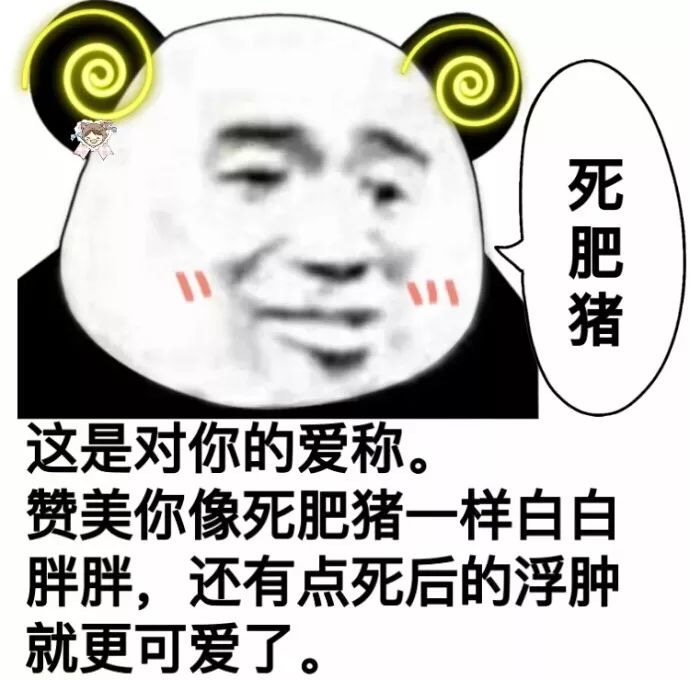 死肥猪
这是对你的爱称。
赞美你像死肥猪一样白白
胖胖，还有点死后的浮肿
就更可爱了。